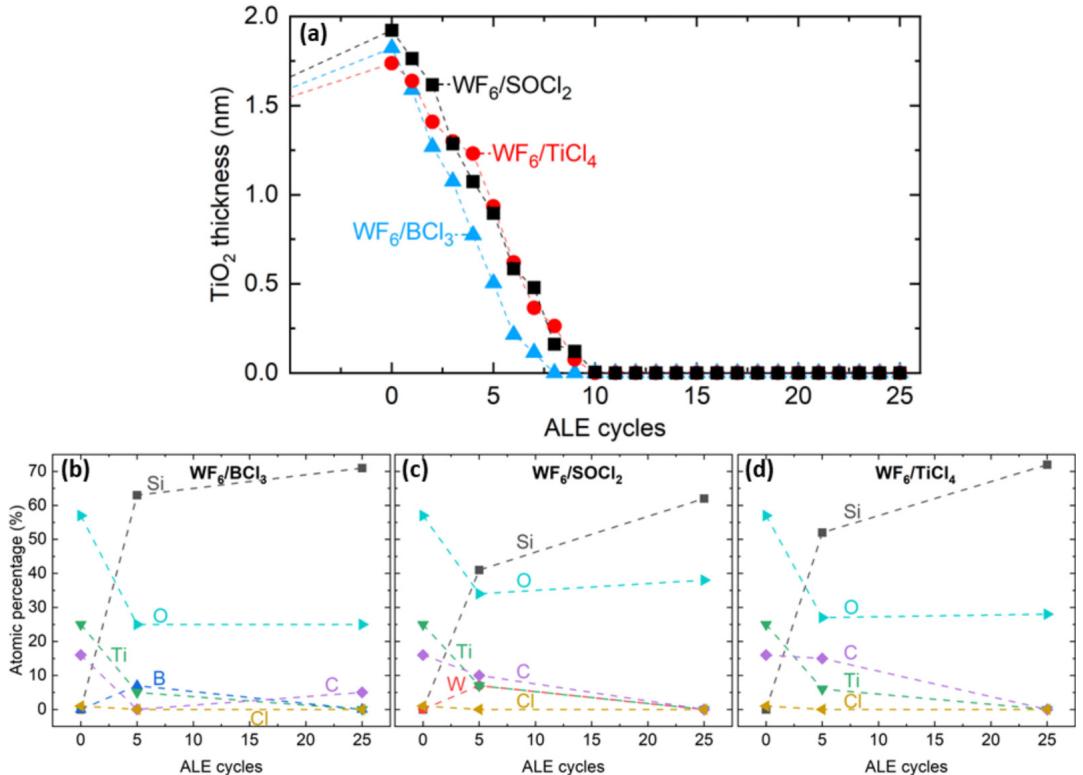 (a)
2.0
1.5
1.0
0.5
0.0
TiO₂ thickness (nm)
WF₆/SOCl₂
WF₆/TiCl₄
WF₆/BCl₃
0 5 10 15 20 25
ALE cycles
(b) WF₆/BCl₃
70
60
50
40
30
20
10
0
Atomic percentage (%)
Si
O
Ti
B
C
Cl
0 5 10 15 20 25
ALE cycles
(c) WF₆/SOCl₂
Si
O
Ti
C
W
Cl
0 5 10 15 20 25
ALE cycles
(d) WF₆/TiCl₄
Si
O
C
Ti
Cl
0 5 10 15 20 25
ALE cycles